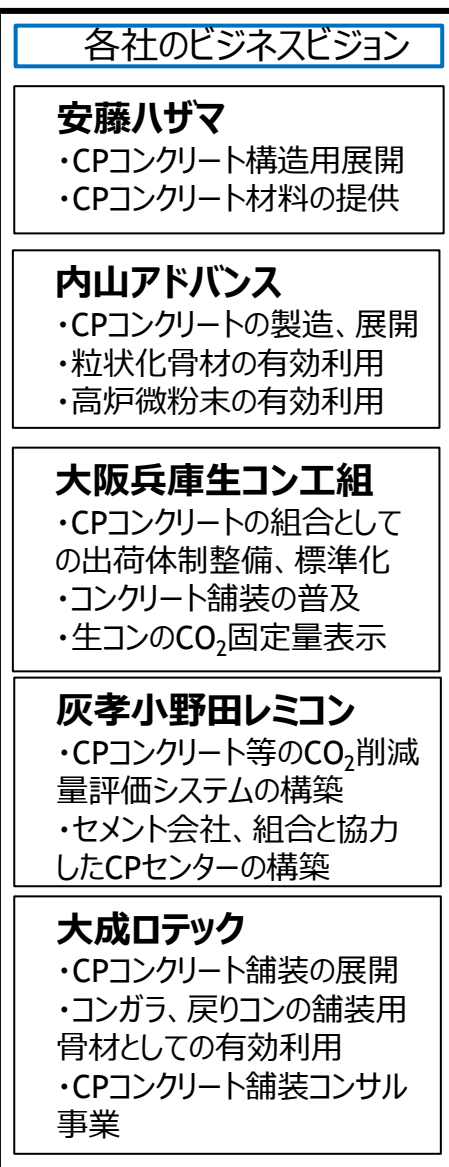 各社のビジネスビジョン
安藤ハザマ
・CPコンクリート構造用展開
・CPコンクリート材料の提供
内山アドバンス
・CPコンクリートの製造、展開
・粒状化骨材の有効利用
・高炉微粉末の有効利用
大阪兵庫生コン工組
・CPコンクリートの組合として
の出荷体制整備、標準化
・コンクリート舗装の普及
・生コンのCO₂固定量表示
灰孝小野田レミコン
・CPコンクリート等のCO₂削減
量評価システムの構築
・セメント会社、組合と協力
したCPセンターの構築
大成ロテック
・CPコンクリート舗装の展開
・コンガラ、戻りコンの舗装用
骨材としての有効利用
・CPコンクリート舗装コンサル
事業